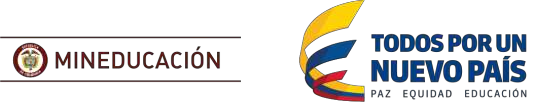 MINEDUCACIÓN
TODOS POR UN
NUEVO PAÍS
PAZ EQUIDAD EDUCACIÓN